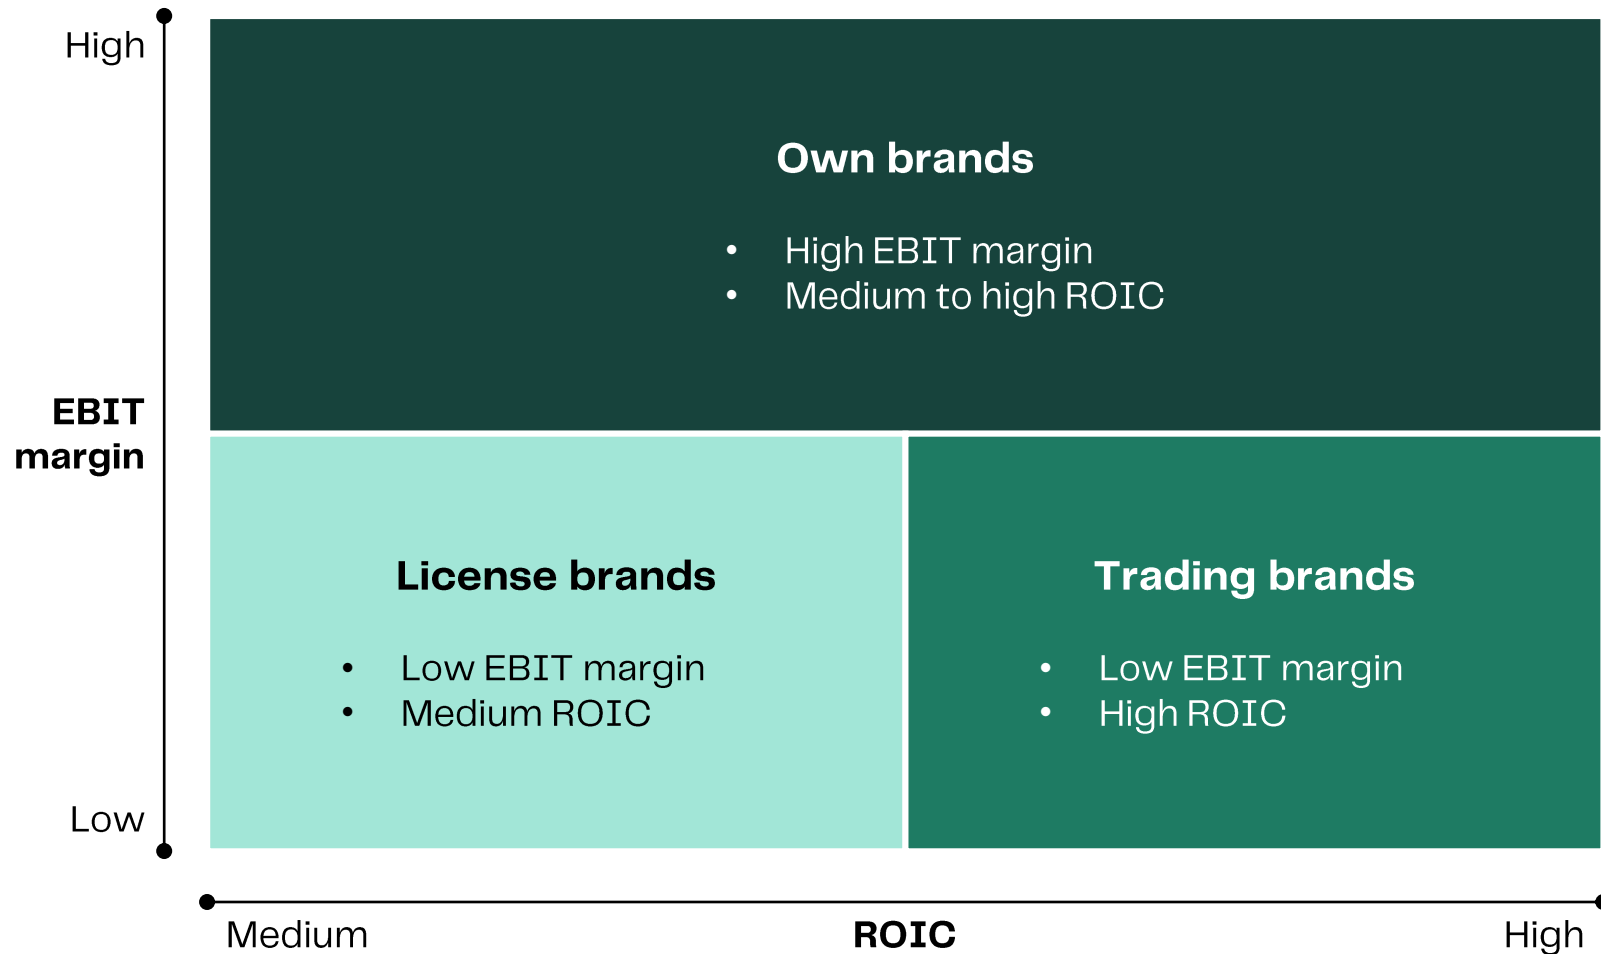 High
Own brands
• High EBIT margin
• Medium to high ROIC
EBIT
margin
License brands
• Low EBIT margin
• Medium ROIC
Trading brands
• Low EBIT margin
• High ROIC
Low
Medium
ROIC
High